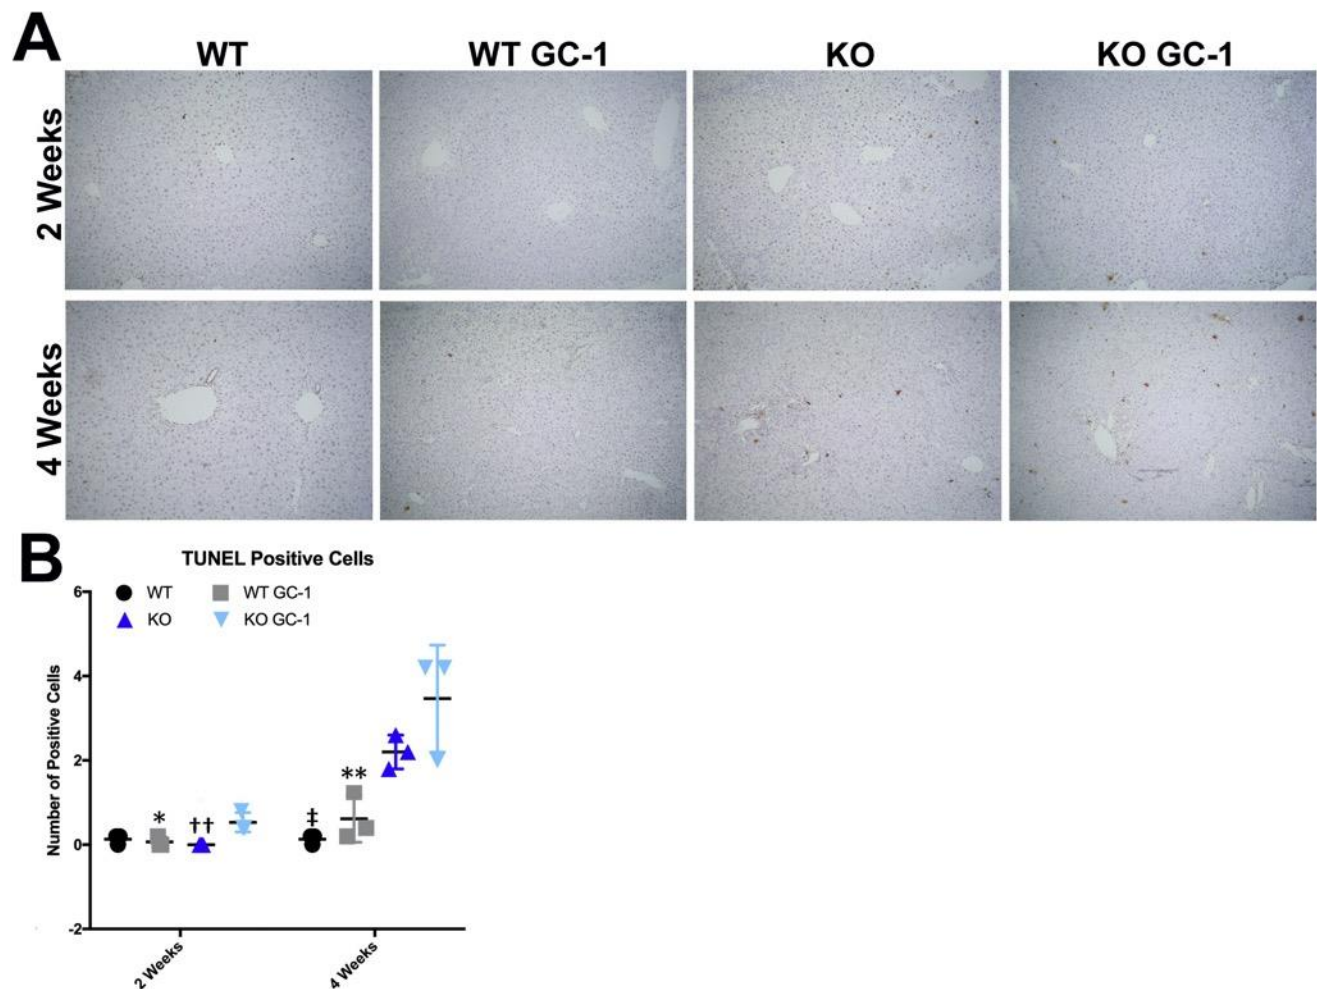 A
WT WT GC-1 KO KO GC-1
2 Weeks
4 Weeks
B
TUNEL Positive Cells
WT WT GC-1
KO KO GC-1
Number of Positive Cells
6
4
2
0
-2
*
††
‡
**
2 Weeks 4 Weeks